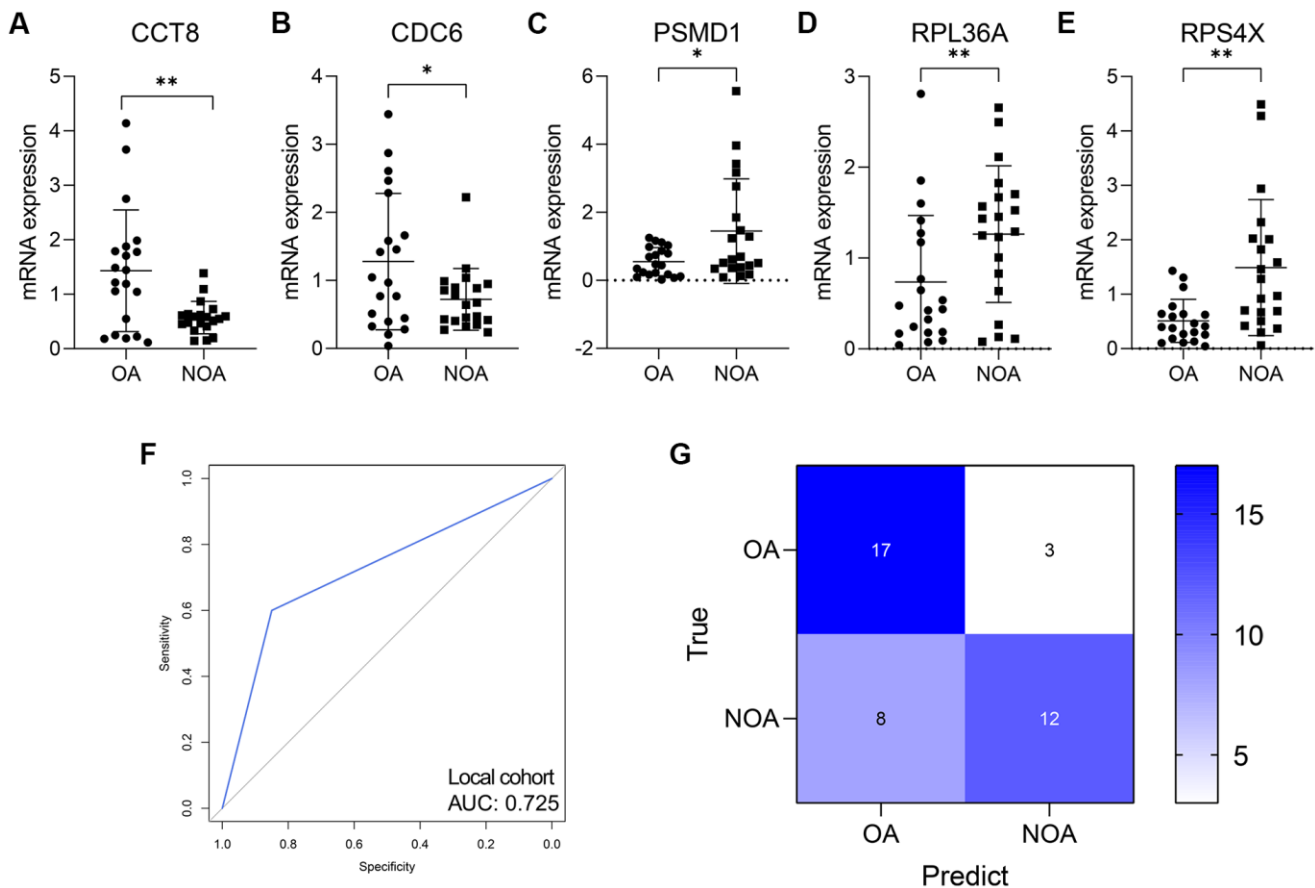 A
CCT8
**
mRNA expression
5
4
3
2
1
0
OA
NOA
B
CDC6
*
mRNA expression
4
3
2
1
0
OA
NOA
C
PSMD1
*
mRNA expression
6
4
2
0
-2
OA
NOA
D
RPL36A
**
mRNA expression
3
2
1
0
OA
NOA
E
RPS4X
**
mRNA expression
5
4
3
2
1
0
OA
NOA
F
Sensitivity
1.0
0.8
0.6
0.4
0.2
0.0
Local cohort
AUC: 0.725
1.0
0.8
0.6
0.4
0.2
0.0
Specificity
G
True
OA
17
3
NOA
8
12
OA
NOA
Predict
15
10
5